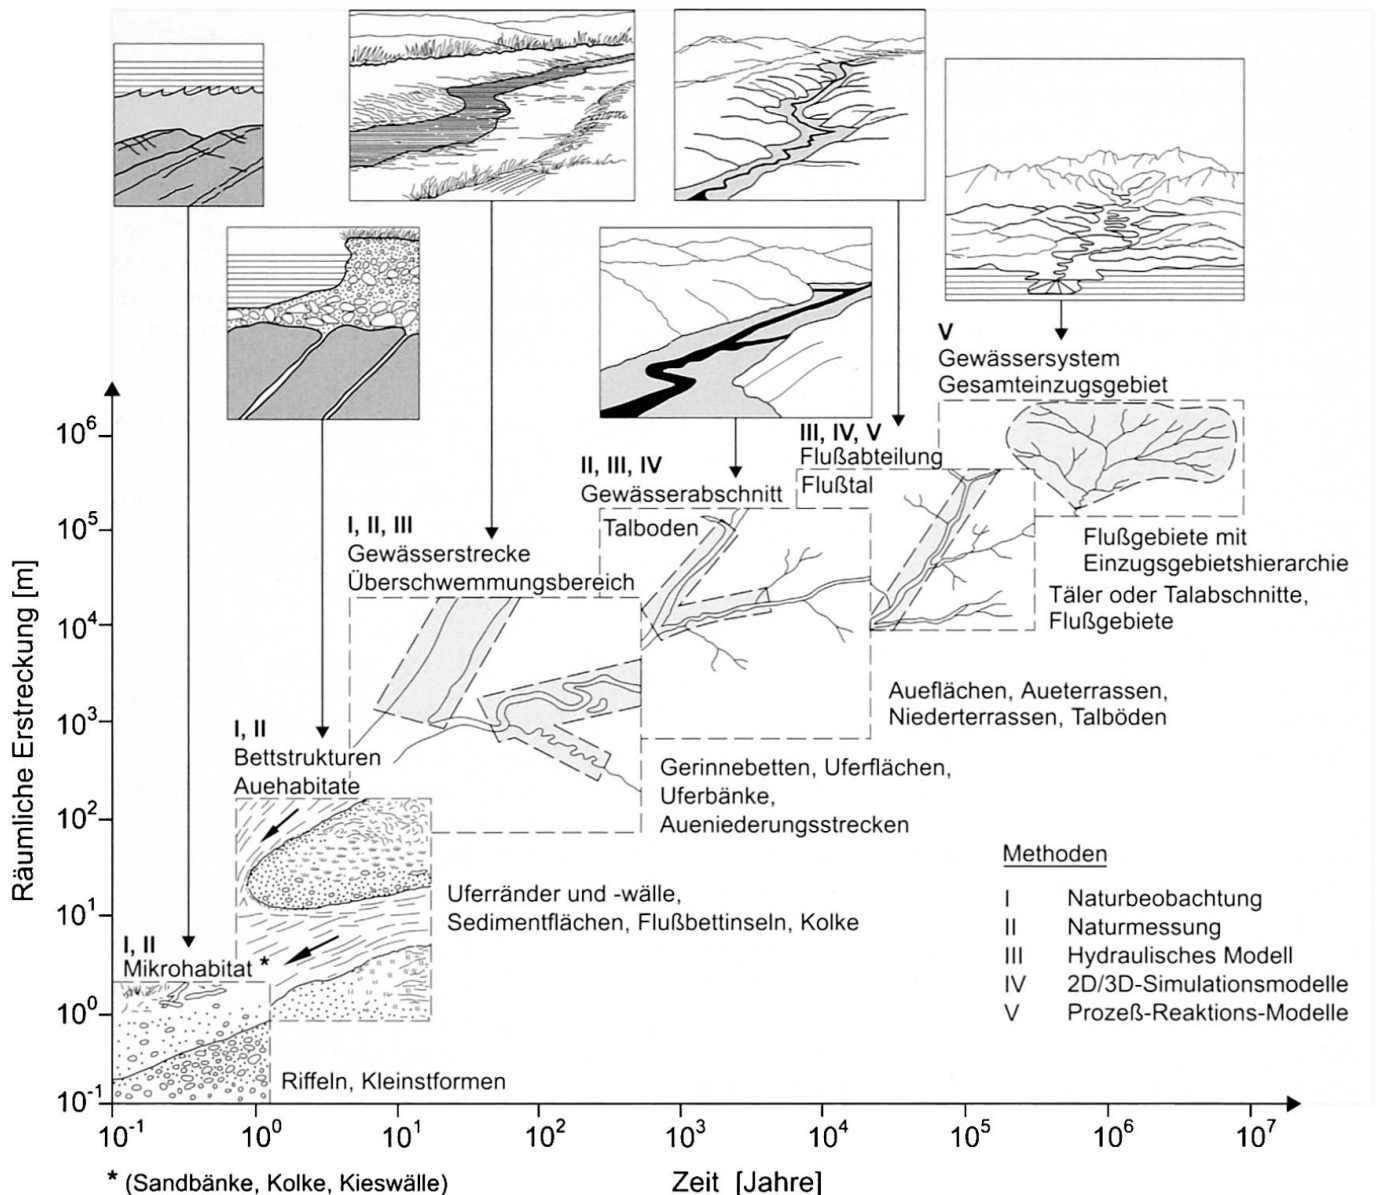 V
Gewässersystem
Gesamteinzugsgebiet
III, IV, V
Flußabteilung
Flußtal
II, III, IV
Gewässerabschnitt
Talboden
I, II, III
Gewässerstrecke
Überschwemmungsbereich
I, II
Bettstrukturen
Auehabitate
I, II
Mikrohabitat *
Flußgebiete mit
Einzugsgebietshierarchie
Täler oder Talabschnitte,
Flußgebiete
Aueflächen, Aueterrassen,
Niederterrassen, Talböden
Gerinnebetten, Uferflächen,
Uferbänke,
Aueniederungsstrecken
Uferränder und -wälle,
Sedimentflächen, Flußbettinseln, Kolke
Riffeln, Kleinstformen
Methoden
I Naturbeobachtung
II Naturmessung
III Hydraulisches Modell
IV 2D/3D-Simulationsmodelle
V Prozeß-Reaktions-Modelle
Räumliche Erstreckung [m]
10⁶
10⁵
10⁴
10³
10²
10¹
10⁰
10⁻¹
10⁻¹ 10⁰ 10¹ 10² 10³ 10⁴ 10⁵ 10⁶ 10⁷
Zeit [Jahre]
* (Sandbänke, Kolke, Kieswälle)